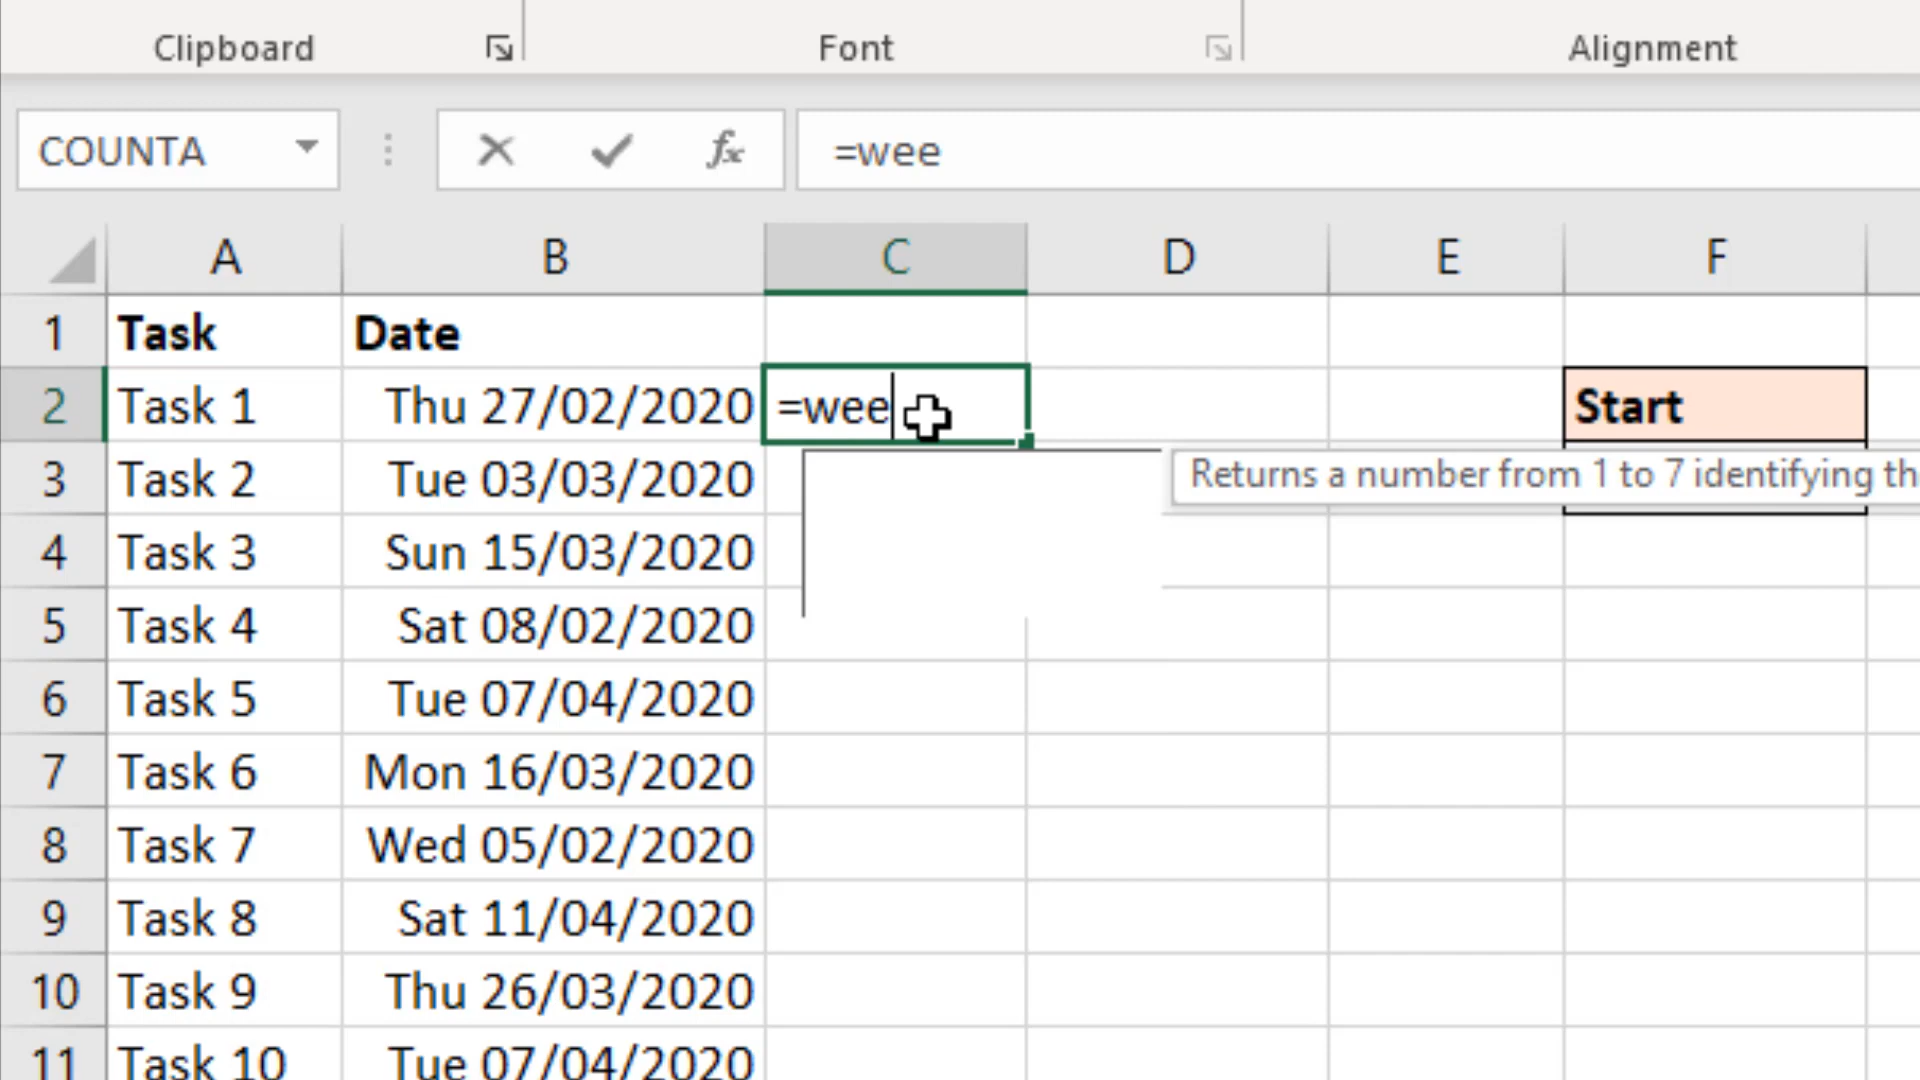 Clipboard Font Alignment
COUNTA fx =wee
A B C D E F
1 Task Date
2 Task 1 Thu 27/02/2020 =wee Start
3 Task 2 Tue 03/03/2020 Returns a number from 1 to 7 identifying th
4 Task 3 Sun 15/03/2020
5 Task 4 Sat 08/02/2020
6 Task 5 Tue 07/04/2020
7 Task 6 Mon 16/03/2020
8 Task 7 Wed 05/02/2020
9 Task 8 Sat 11/04/2020
10 Task 9 Thu 26/03/2020
11 Task 10 Tue 07/04/2020